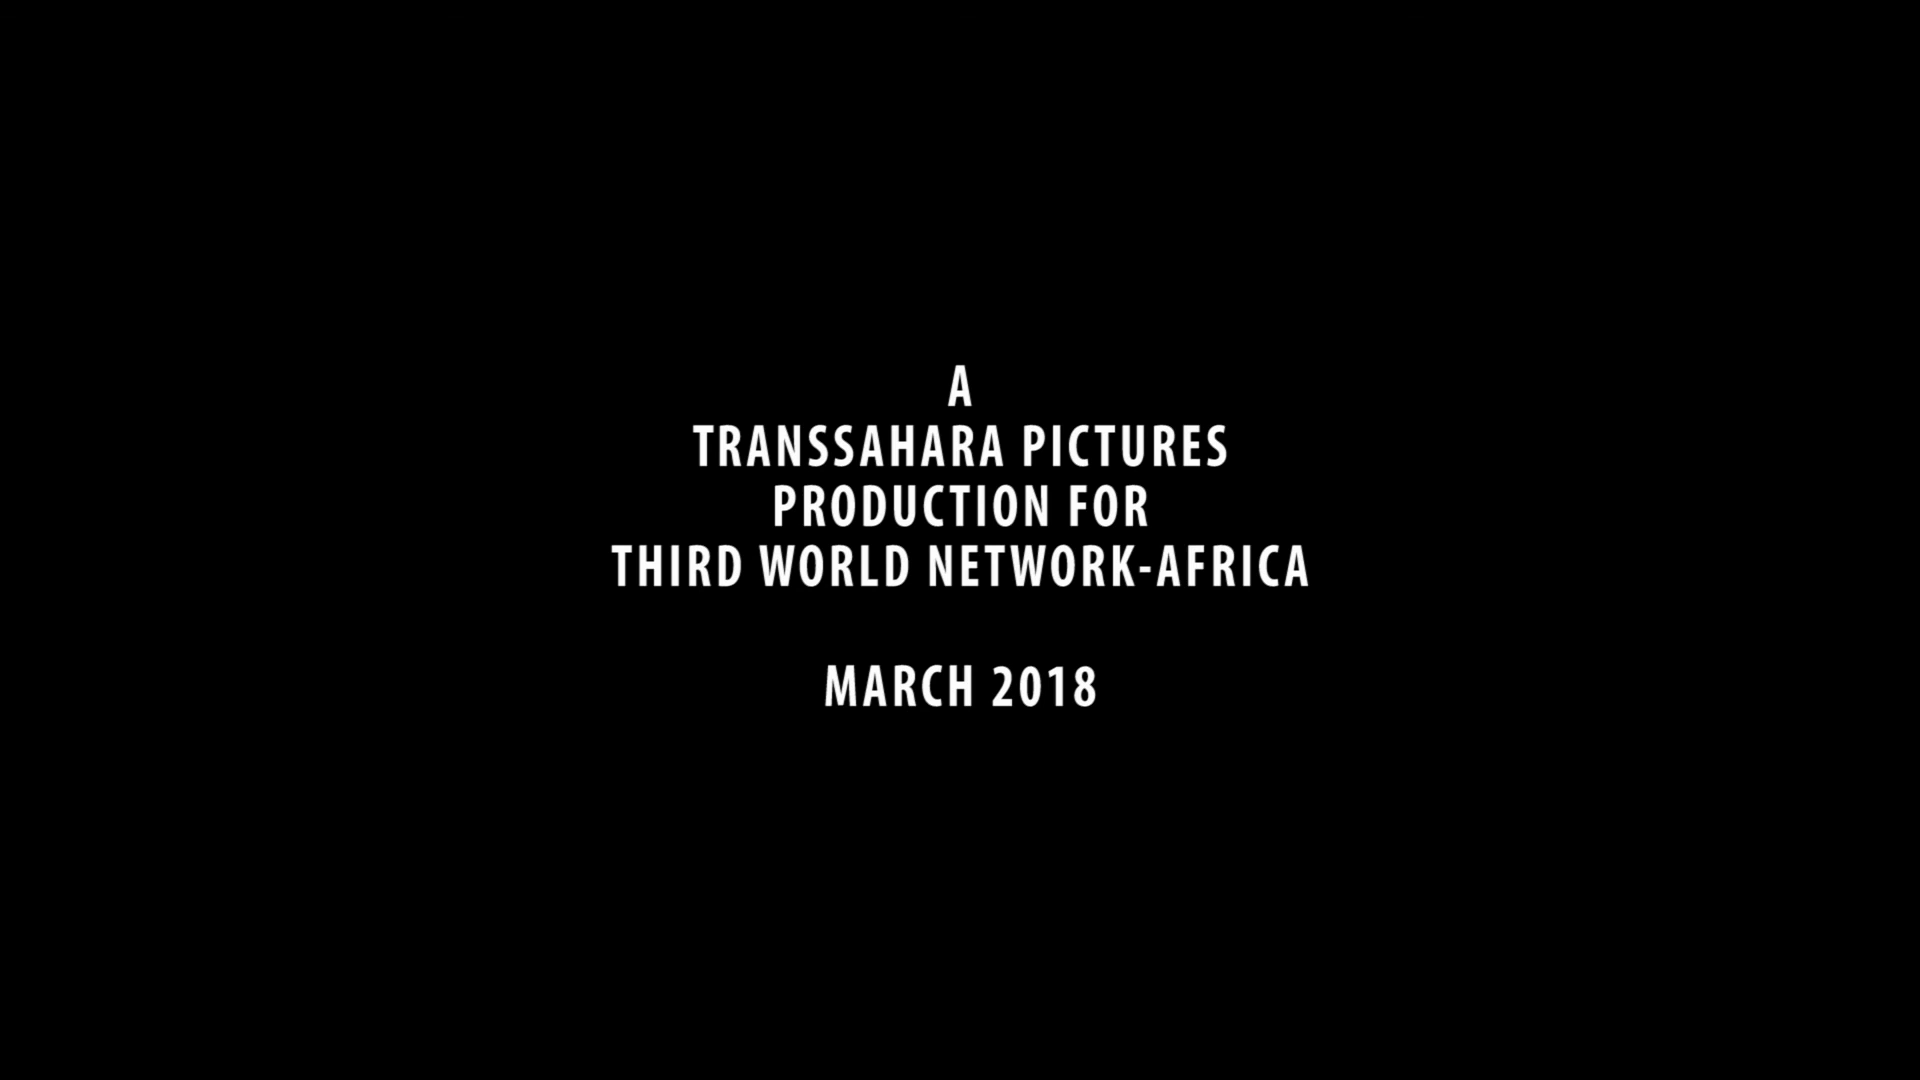 A
TRANSSAHARA PICTURES
PRODUCTION FOR
THIRD WORLD NETWORK-AFRICA
MARCH 2018